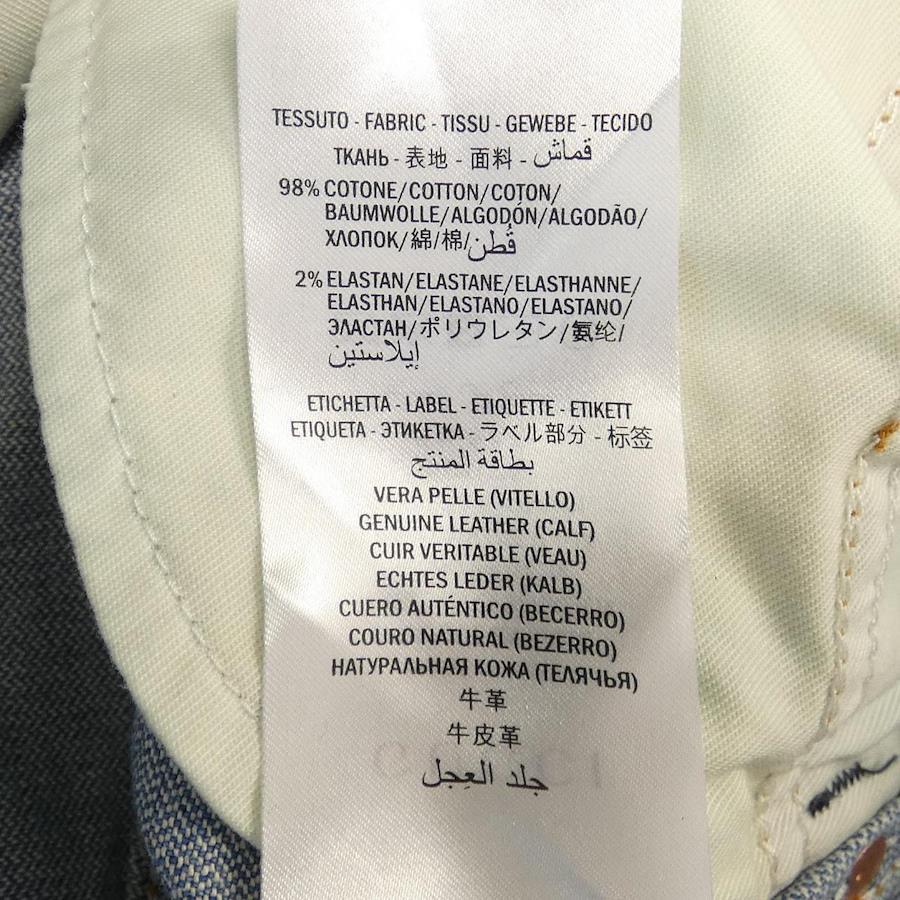 TESSUTO - FABRIC - TISSU - GEWEBE - TECIDO
ТКАНЬ - 表地 - 面料 - قماش
98% COTONE/COTTON/COTON/
BAUMWOLLE/ALGODÓN/ALGODÃO/
ХЛОПОК/綿/棉/قُطن
2% ELASTAN/ELASTANE/ELASTHANNE/
ELASTHAN/ELASTANO/ELASTANO/
ЭЛАСТАН/ポリウレタン/氨纶/
إيلاستين
ETICHETTA - LABEL - ETIQUETTE - ETIKETT
ETIQUETA - ЭТИКЕТКА - ラベル部分 - 标签
بطاقة المنتج
VERA PELLE (VITELLO)
GENUINE LEATHER (CALF)
CUIR VERITABLE (VEAU)
ECHTES LEDER (KALB)
CUERO AUTÉNTICO (BECERRO)
COURO NATURAL (BEZERRO)
НАТУРАЛЬНАЯ КОЖА (ТЕЛЯЧЬЯ)
牛革
牛皮革
جلد العِجل